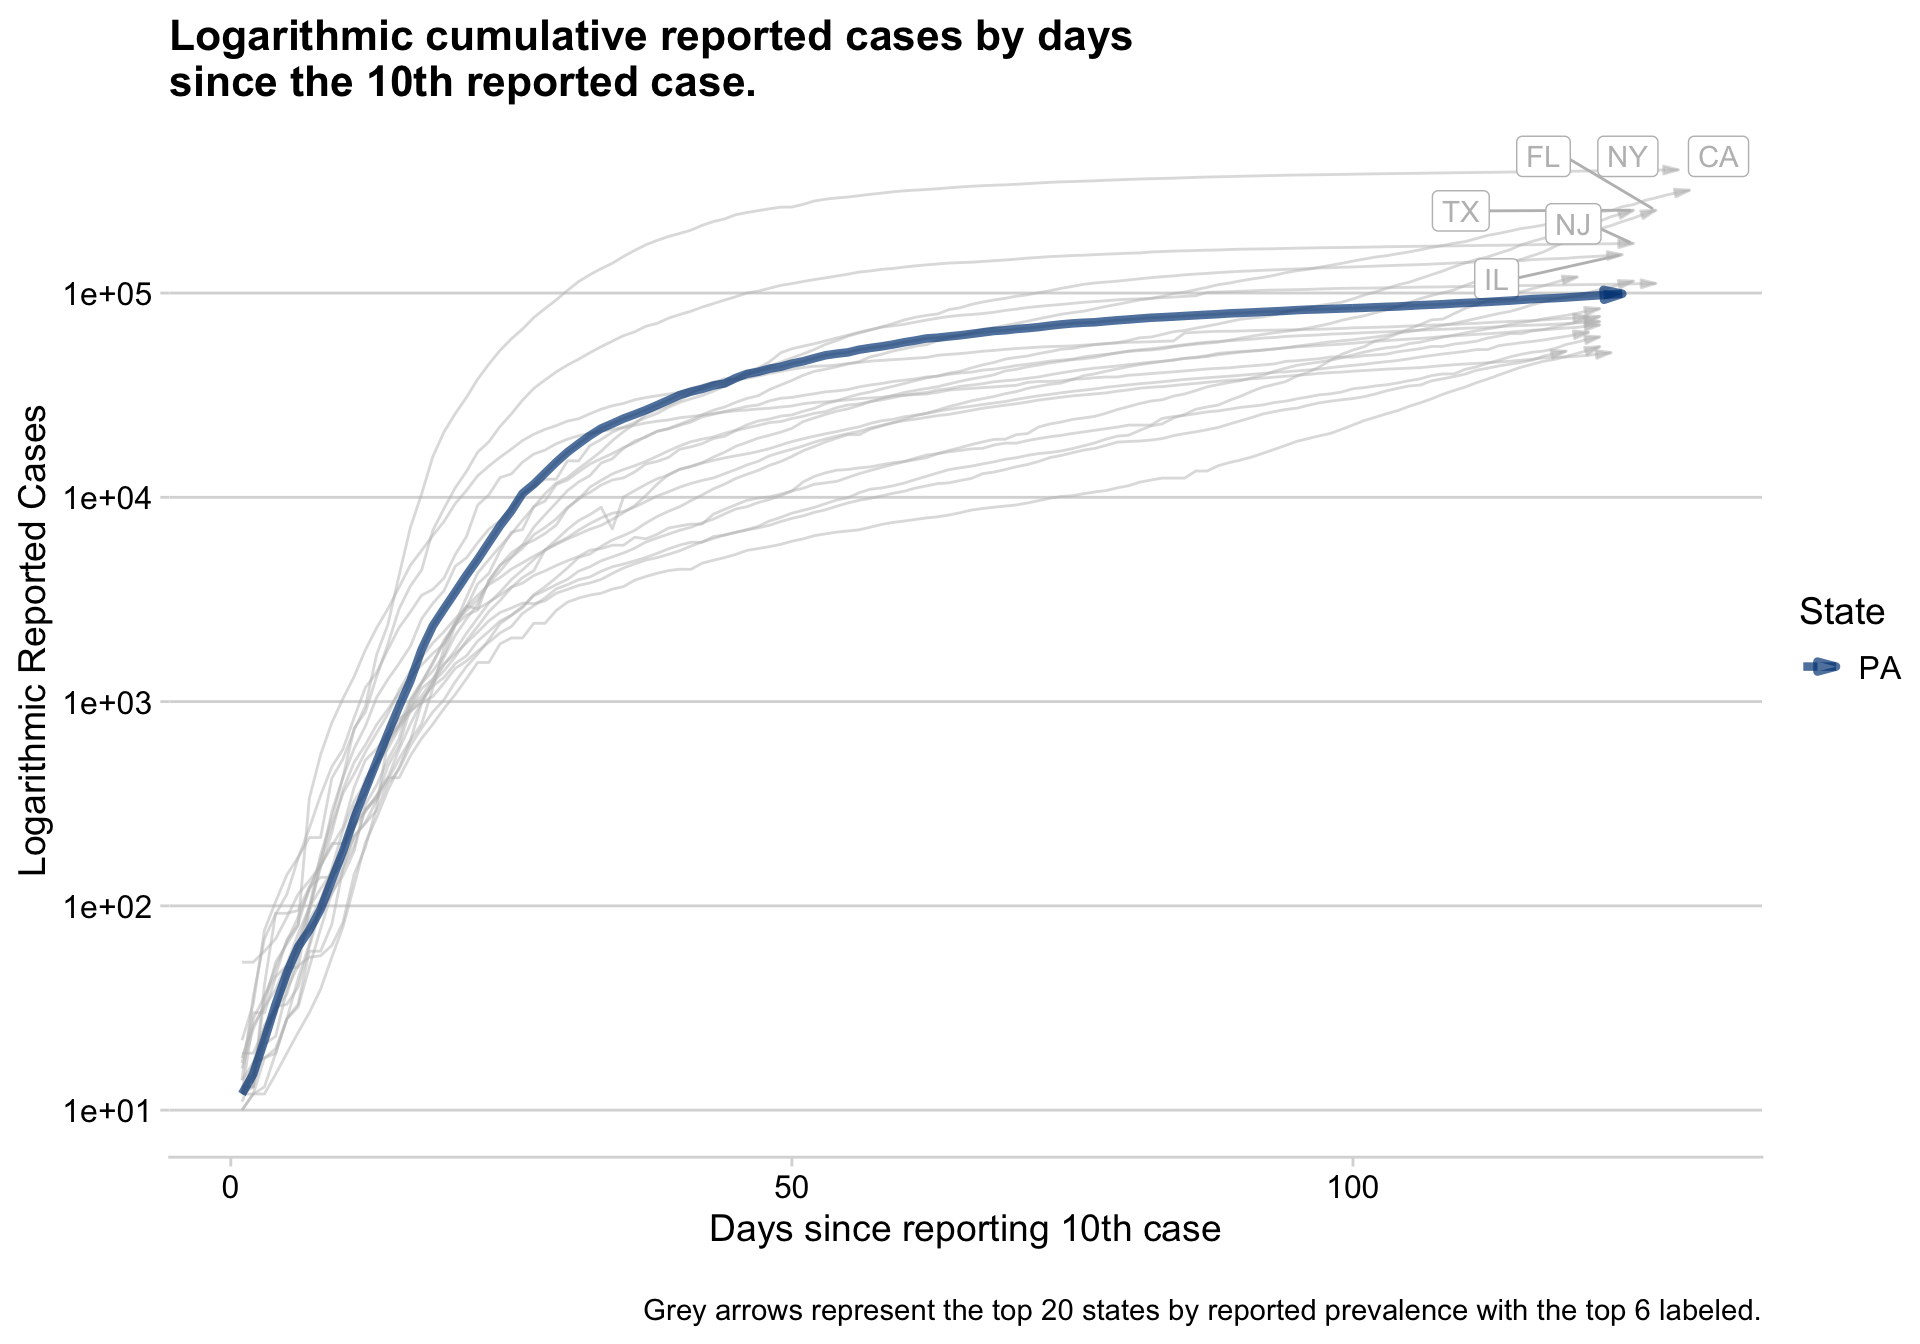 Logarithmic cumulative reported cases by days
since the 10th reported case.
FL
NY
CA
TX
NJ
IL
1e+05
1e+04
1e+03
1e+02
1e+01
Logarithmic Reported Cases
State
PA
0
50
100
Days since reporting 10th case
Grey arrows represent the top 20 states by reported prevalence with the top 6 labeled.